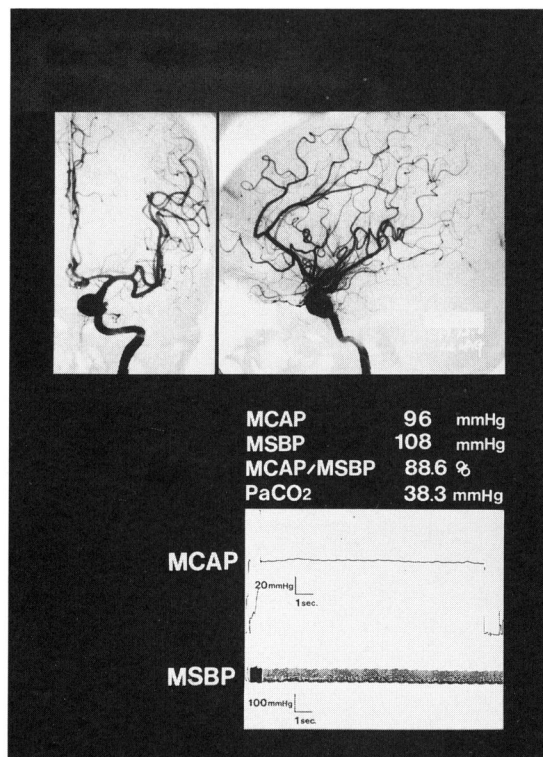 MCAP 96 mmHg
MSBP 108 mmHg
MCAP/MSBP 88.6 %
PaCO2 38.3 mmHg
MCAP
20mmHg
1sec.
MSBP
100mmHg
1sec.